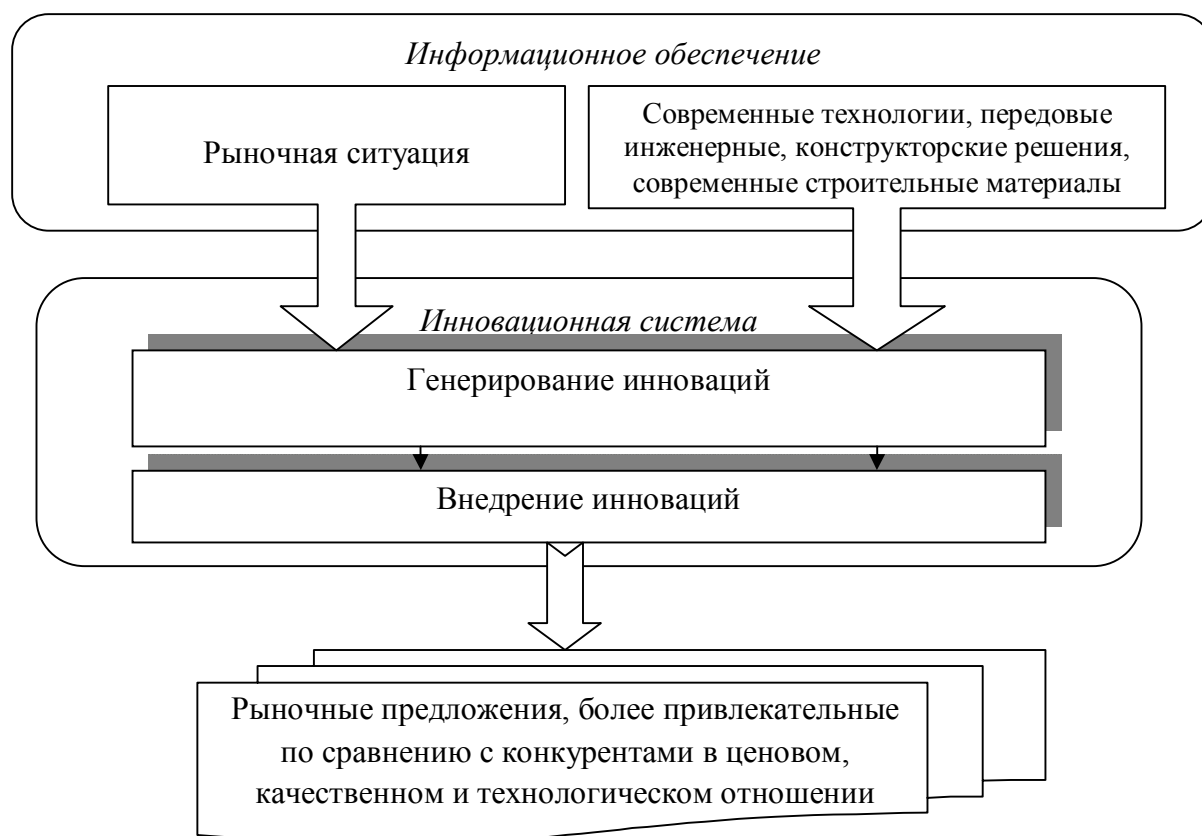 Информационное обеспечение
Рыночная ситуация
Современные технологии, передовые
инженерные, конструкторские решения,
современные строительные материалы
Инновационная система
Генерирование инноваций
Внедрение инноваций
Рыночные предложения, более привлекательные
по сравнению с конкурентами в ценовом,
качественном и технологическом отношении